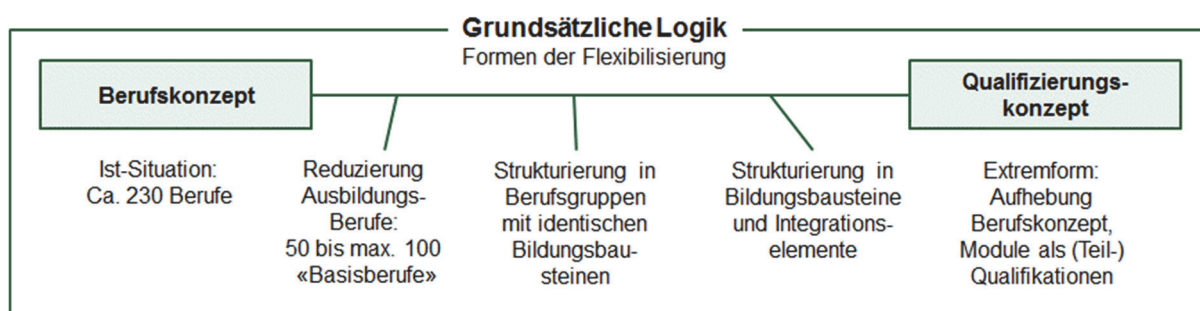 Grundsätzliche Logik
Formen der Flexibilisierung
Berufskonzept
Qualifizierungs-
konzept
Ist-Situation:
Ca. 230 Berufe
Reduzierung
Ausbildungs-
Berufe:
50 bis max. 100
«Basisberufe»
Strukturierung in
Berufsgruppen
mit identischen
Bildungsbau-
steinen
Strukturierung in
Bildungsbausteine
und Integrations-
elemente
Extremform:
Aufhebung
Berufskonzept,
Module als (Teil-)
Qualifikationen